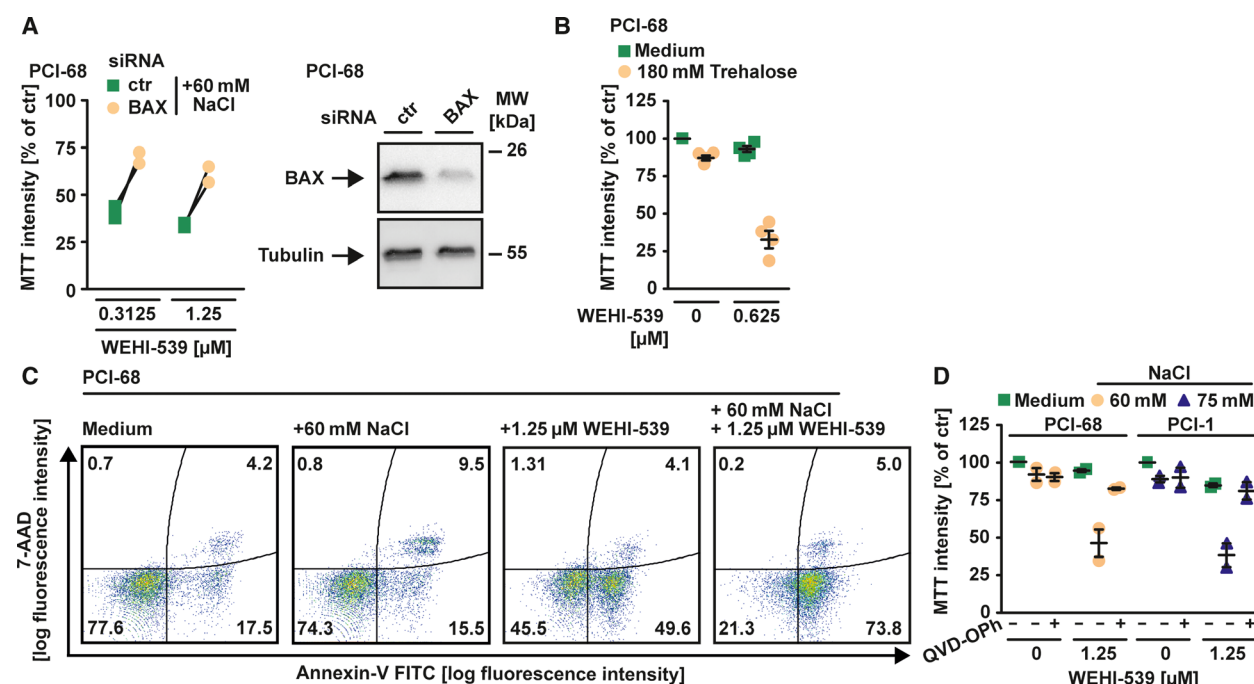 A
PCI-68
siRNA
ctr
BAX
+60 mM
NaCl
MTT intensity [% of ctr]
100
75
50
25
0
0.3125
1.25
WEHI-539 [µM]
PCI-68
siRNA
ctr
BAX
MW
[kDa]
26
BAX
Tubulin
55
B
PCI-68
Medium
180 mM Trehalose
MTT intensity [% of ctr]
125
100
75
50
25
0
WEHI-539
[µM]
0
0.625
C
PCI-68
Medium
+60 mM NaCl
+1.25 µM WEHI-539
+ 60 mM NaCl
+ 1.25 µM WEHI-539
7-AAD
[log fluorescence intensity]
0.7
4.2
77.6
17.5
0.8
9.5
74.3
15.5
1.31
4.1
45.5
49.6
0.2
5.0
21.3
73.8
Annexin-V FITC [log fluorescence intensity]
D
NaCl
Medium
60 mM
75 mM
PCI-68
PCI-1
MTT intensity [% of ctr]
125
100
75
50
25
0
QVD-OPh
- - + - - + - - + - - +
0
1.25
0
1.25
WEHI-539 [µM]